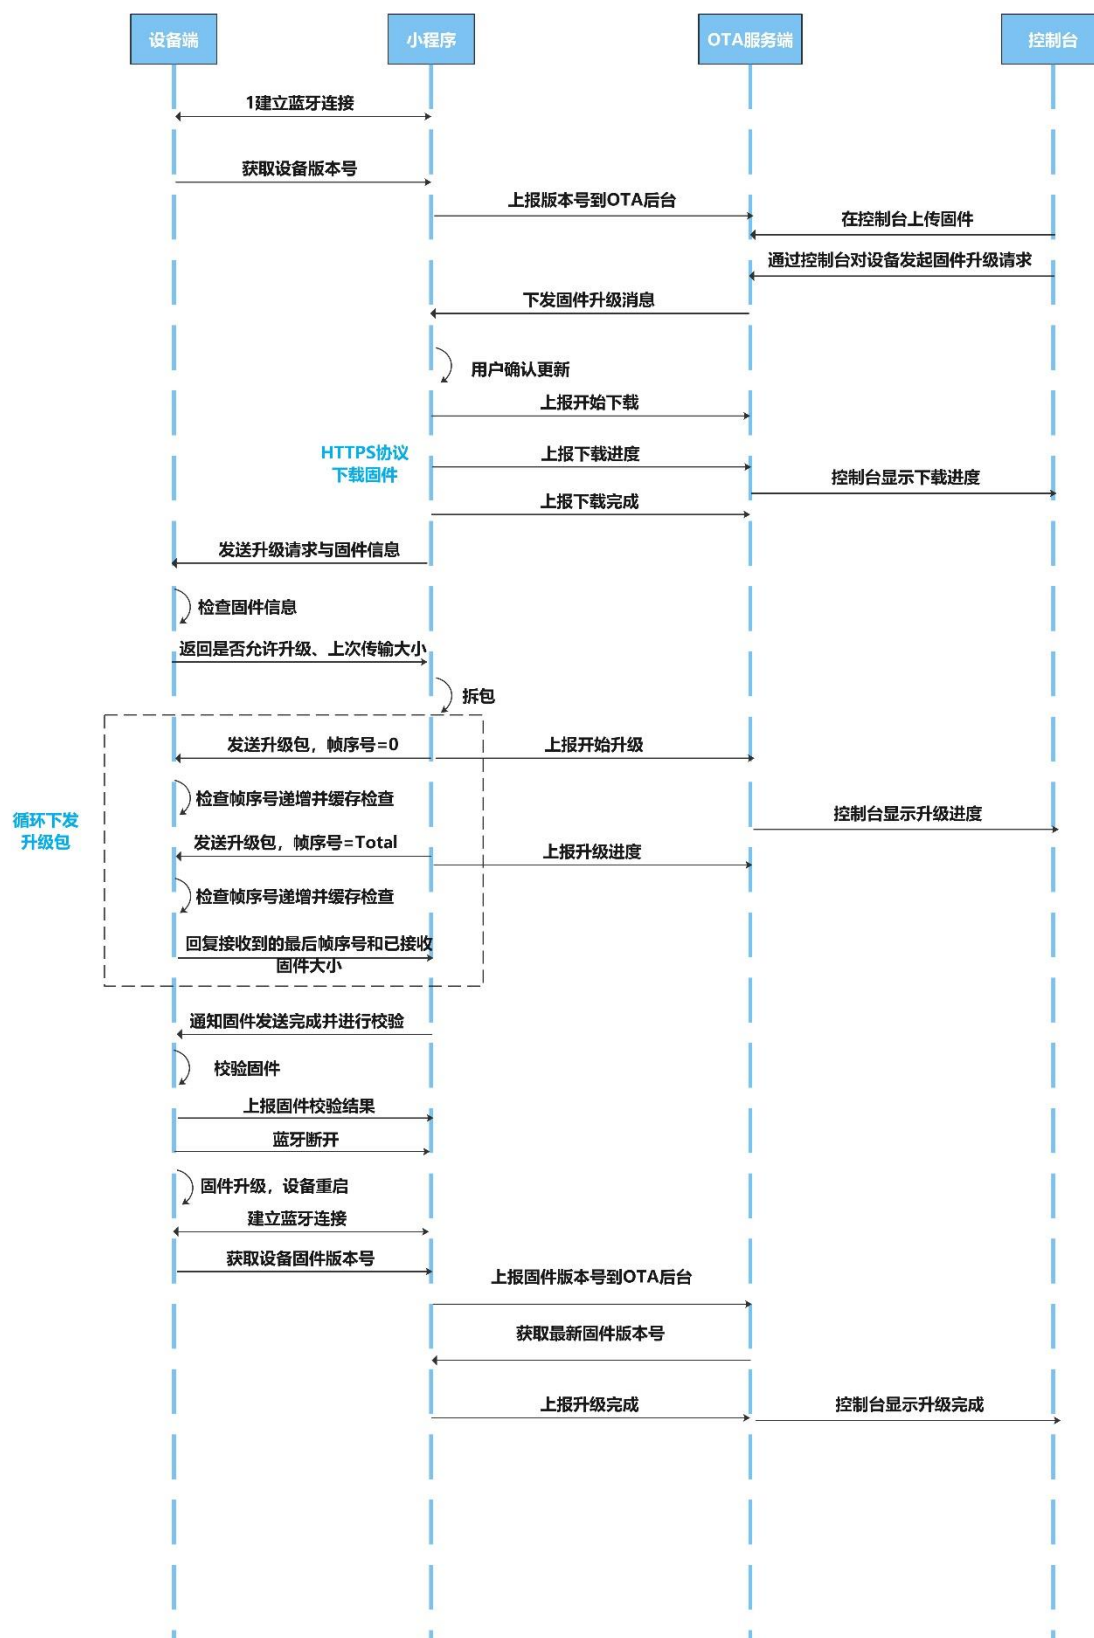 设备端
小程序
OTA服务端
控制台
1建立蓝牙连接
获取设备版本号
上报版本号到OTA后台
在控制台上传固件
通过控制台对设备发起固件升级请求
下发固件升级消息
用户确认更新
上报开始下载
HTTPS协议
下载固件
上报下载进度
控制台显示下载进度
上报下载完成
发送升级请求与固件信息
检查固件信息
返回是否允许升级、上次传输大小
拆包
发送升级包，帧序号=0
上报开始升级
检查帧序号递增并缓存检查
控制台显示升级进度
循环下发
升级包
发送升级包，帧序号=Total
上报升级进度
检查帧序号递增并缓存检查
回复接收到的最后帧序号和已接收
固件大小
通知固件发送完成并进行校验
校验固件
上报固件校验结果
蓝牙断开
固件升级，设备重启
建立蓝牙连接
获取设备固件版本号
上报固件版本号到OTA后台
获取最新固件版本号
上报升级完成
控制台显示升级完成